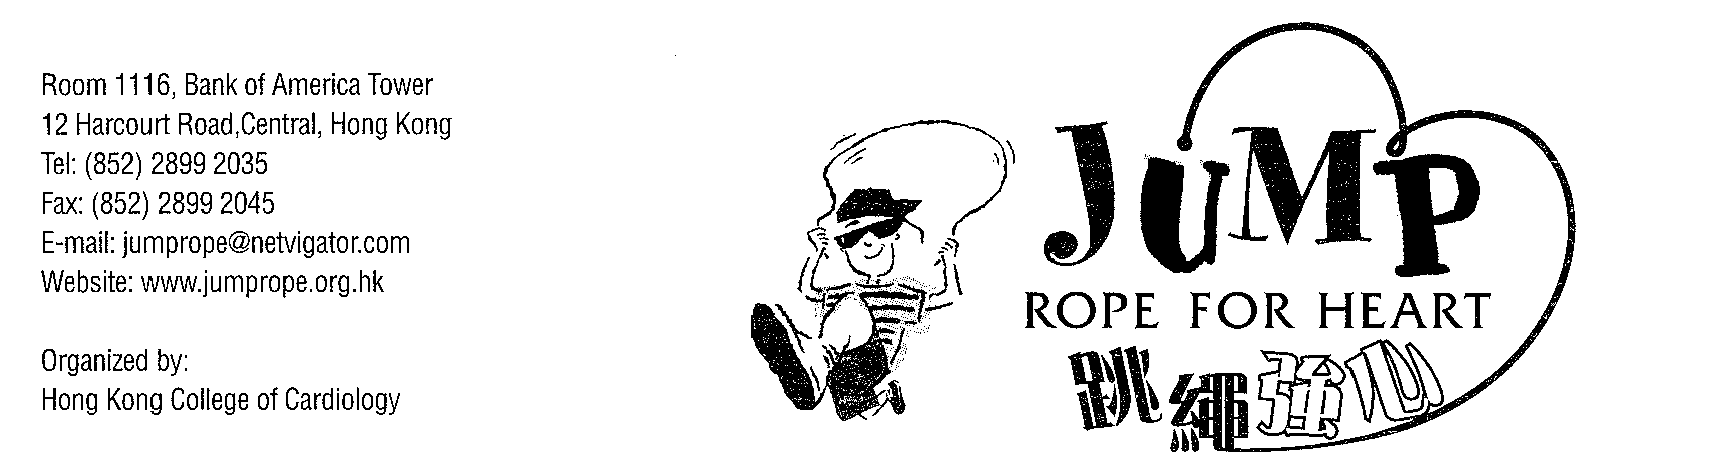 Room 1116, Bank of America Tower
12 Harcourt Road,Central, Hong Kong
Tel: (852) 2899 2035
Fax: (852) 2899 2045
E-mail: jumprope@netvigator.com
Website: www.jumprope.org.hk
Organized by:
Hong Kong College of Cardiology
JUMP
ROPE FOR HEART
跳繩強心